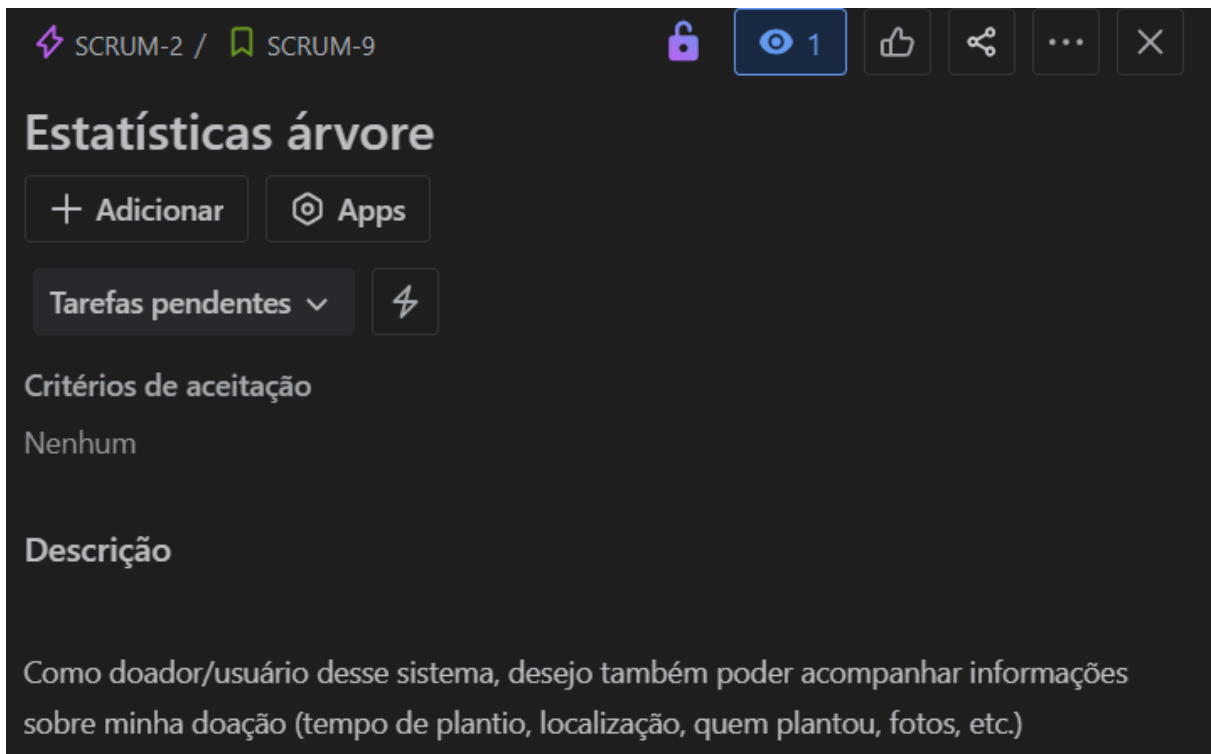 SCRUM-2 / SCRUM-9 1
Estatísticas árvore
Adicionar Apps
Tarefas pendentes
Critérios de aceitação
Nenhum
Descrição
Como doador/usuário desse sistema, desejo também poder acompanhar informações
sobre minha doação (tempo de plantio, localização, quem plantou, fotos, etc.)